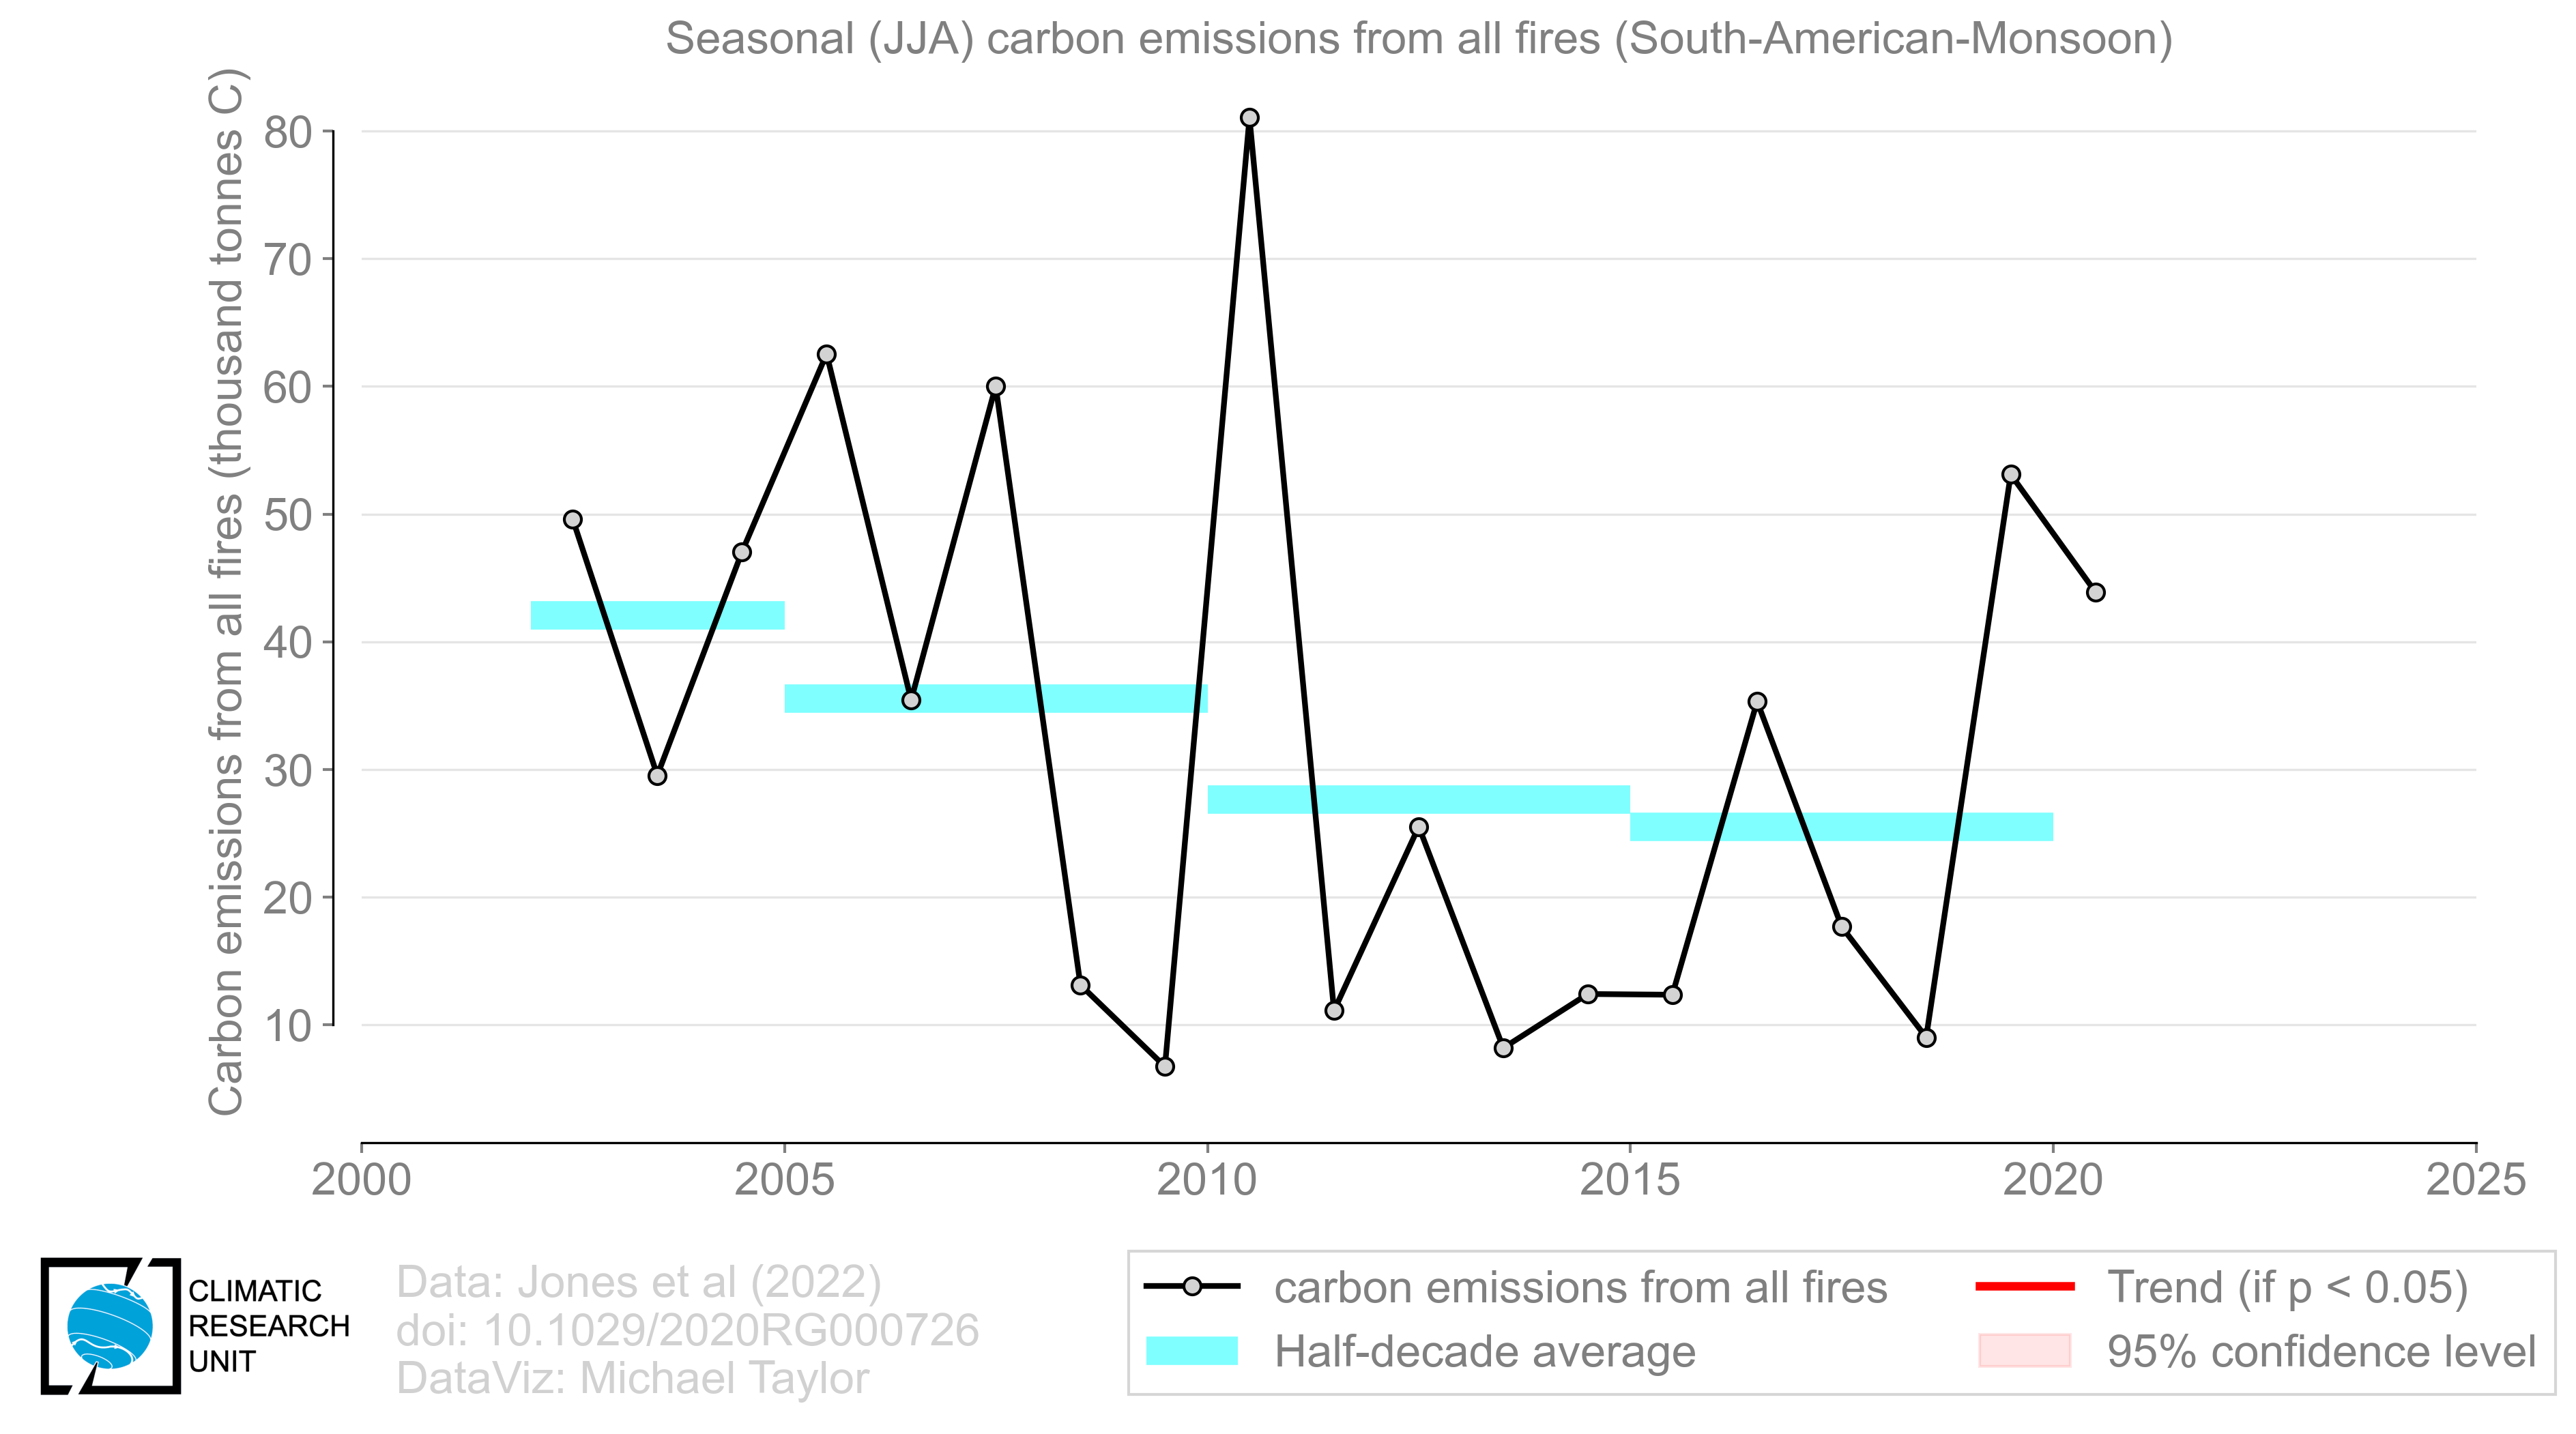 Seasonal (JJA) carbon emissions from all fires (South-American-Monsoon)
Carbon emissions from all fires (thousand tonnes C)
80
70
60
50
40
30
20
10
2000 2005 2010 2015 2020 2025
CLIMATIC
RESEARCH
UNIT
Data: Jones et al (2022)
doi: 10.1029/2020RG000726
DataViz: Michael Taylor
carbon emissions from all fires
Half-decade average
Trend (if p < 0.05)
95% confidence level